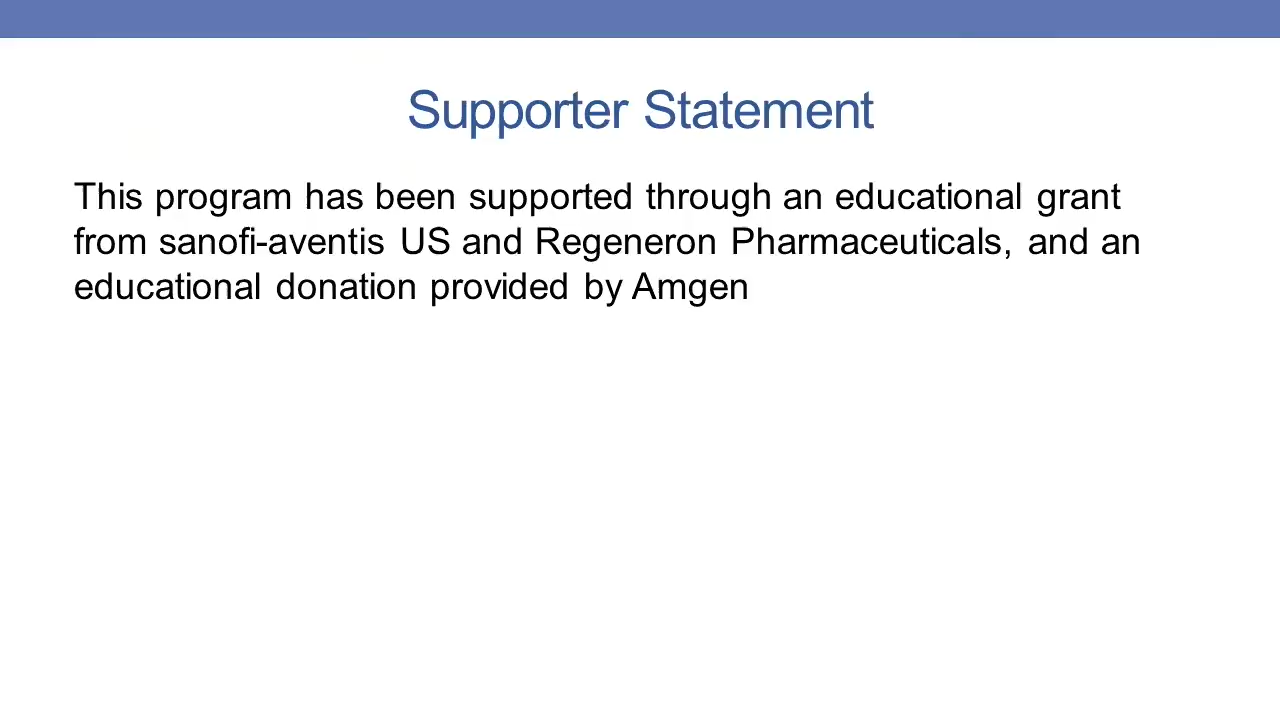 Supporter Statement
This program has been supported through an educational grant
from sanofi-aventis US and Regeneron Pharmaceuticals, and an
educational donation provided by Amgen